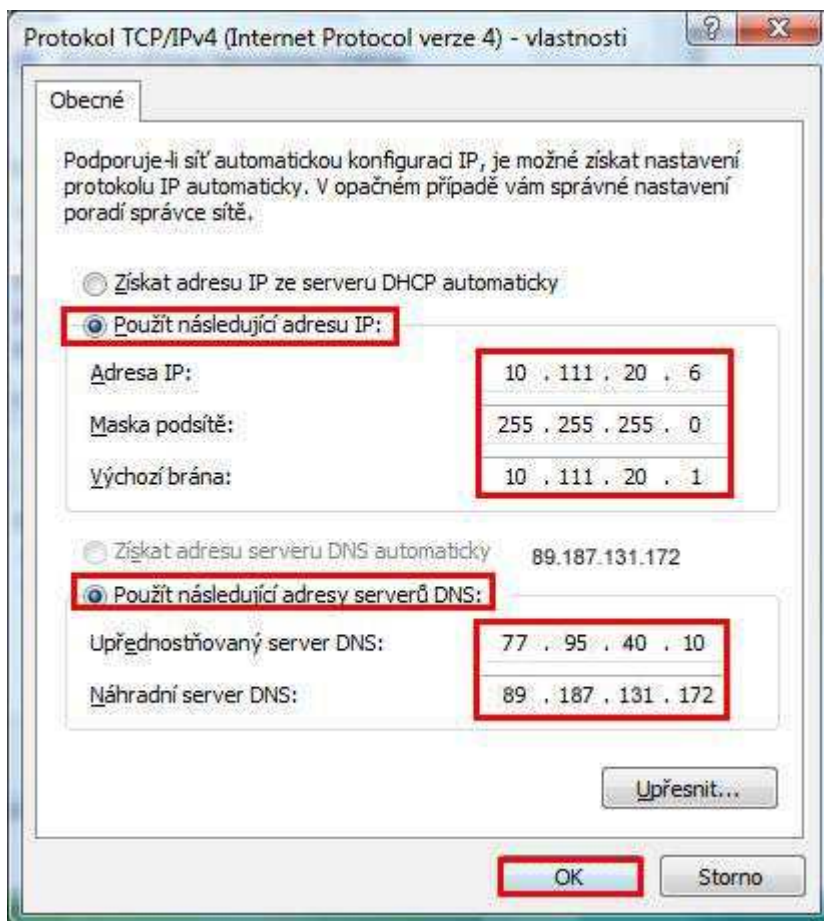 Protokol TCP/IPv4 (Internet Protocol verze 4) - vlastnosti
?
Obecné
Podporuje-li síť automatickou konfiguraci IP, je možné získat nastavení
protokolu IP automaticky. V opačném případě vám správné nastavení
poradí správce sítě.
Získat adresu IP ze serveru DHCP automaticky
Použít následující adresu IP:
Adresa IP: 10 . 111 . 20 . 6
Maska podsítě: 255 . 255 . 255 . 0
Výchozí brána: 10 . 111 . 20 . 1
Získat adresu serveru DNS automaticky 89.187.131.172
Použít následující adresy serverů DNS:
Upřednostňovaný server DNS: 77 . 95 . 40 . 10
Náhradní server DNS: 89 . 187 . 131 . 172
Upřesnit...
OK Storno